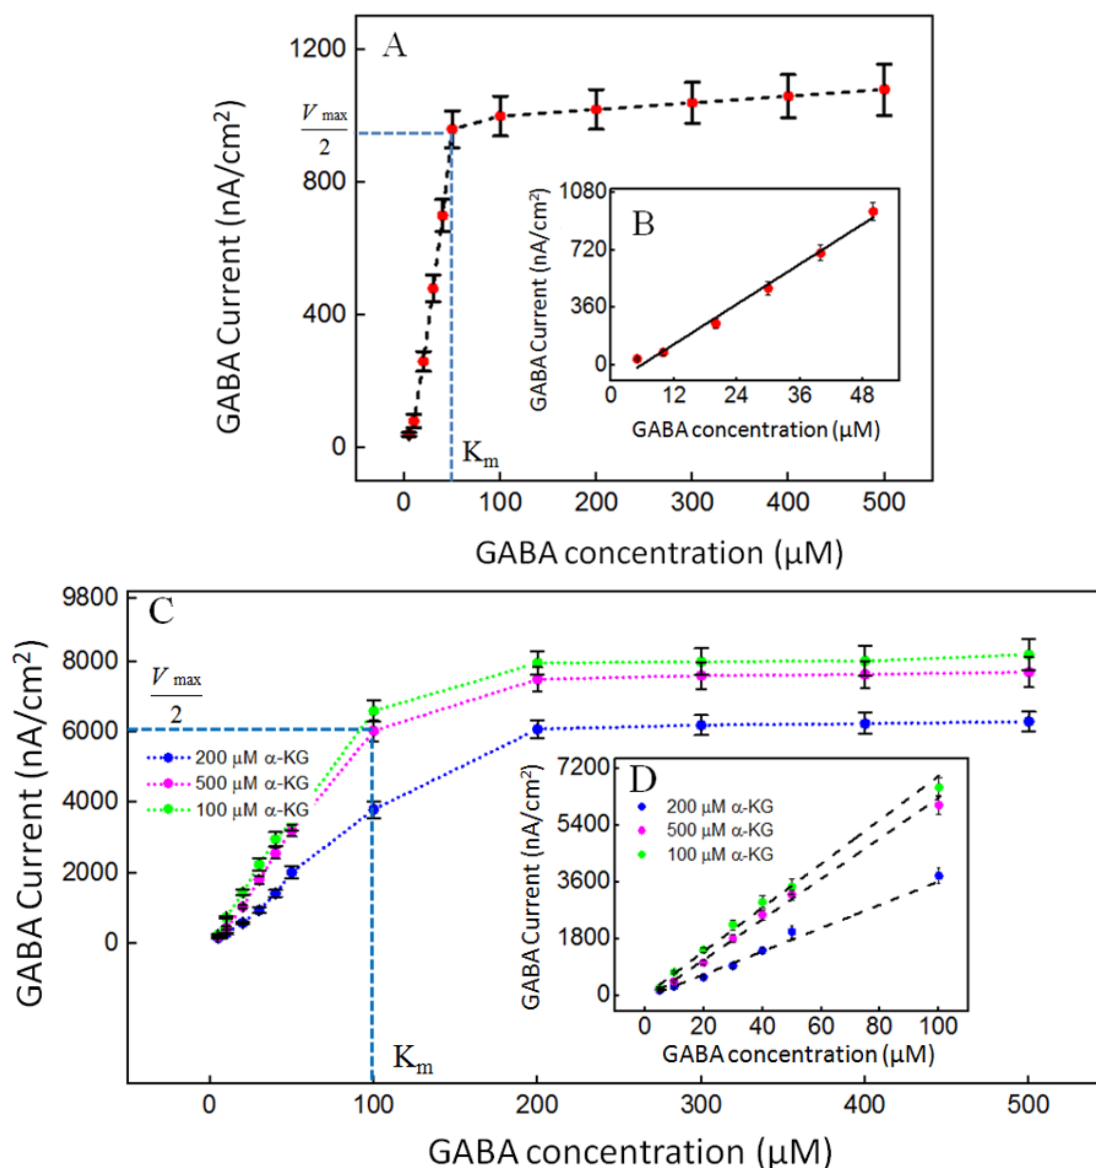 A
1200
V max
2
800
400
0
GABA Current (nA/cm²)
K_m
0 100 200 300 400 500
GABA concentration (µM)
B
1080
720
360
0
GABA Current (nA/cm²)
0 12 24 36 48
GABA concentration (µM)
C
9800
8000
V max
2
6000
4000
2000
0
GABA Current (nA/cm²)
200 µM α-KG
500 µM α-KG
100 µM α-KG
K_m
0 100 200 300 400 500
GABA concentration (µM)
D
7200
5400
3600
1800
0
GABA Current (nA/cm²)
200 µM α-KG
500 µM α-KG
100 µM α-KG
0 20 40 60 80 100
GABA concentration (µM)